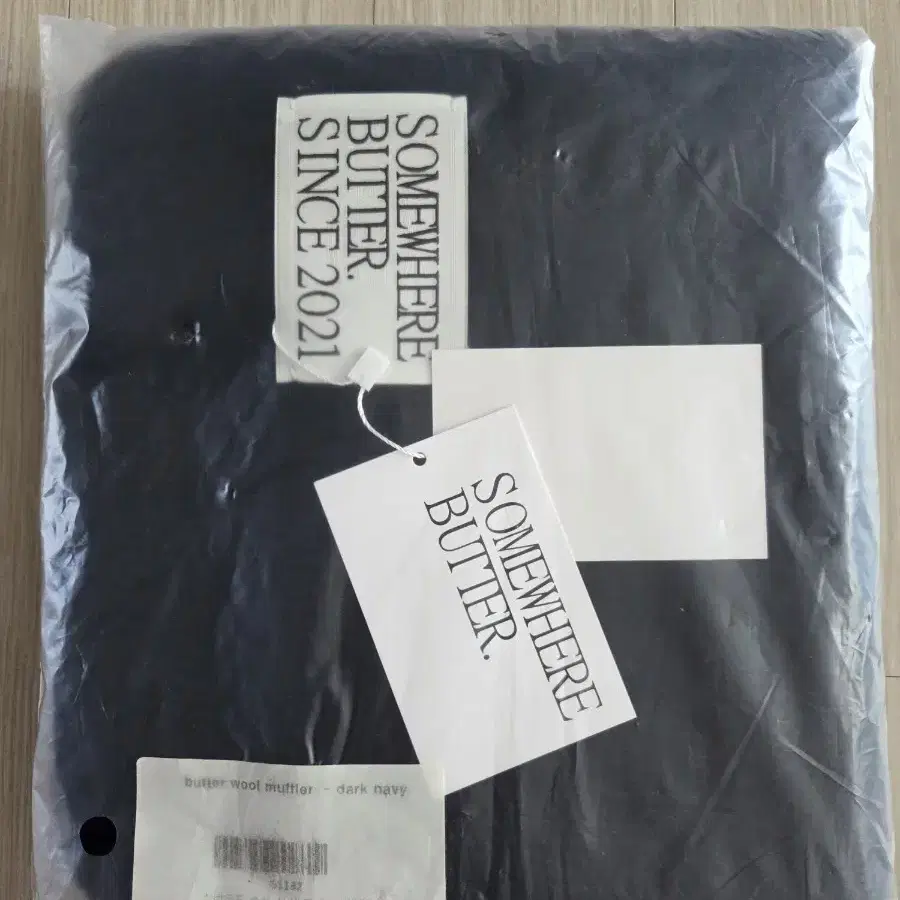 SOMEWHERE
BUTTER.
SINCE 2021
SOMEWHERE
BUTTER.
butter wool muffler - dark navy